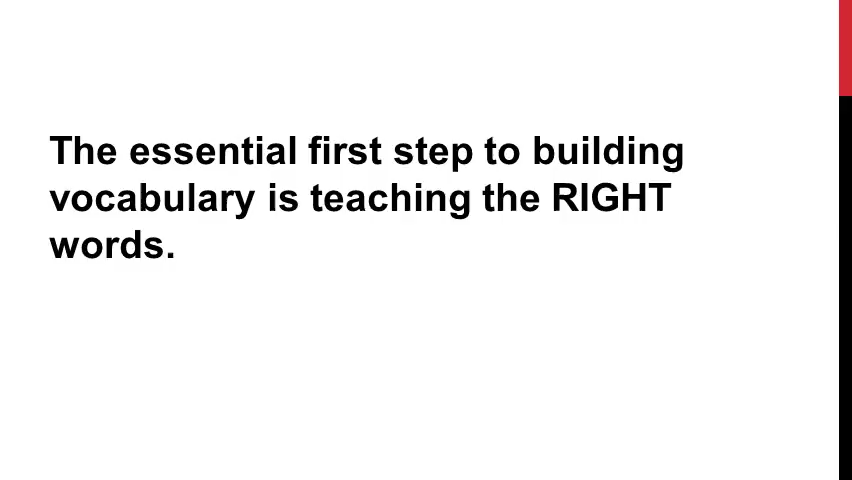 The essential first step to building
vocabulary is teaching the RIGHT
words.